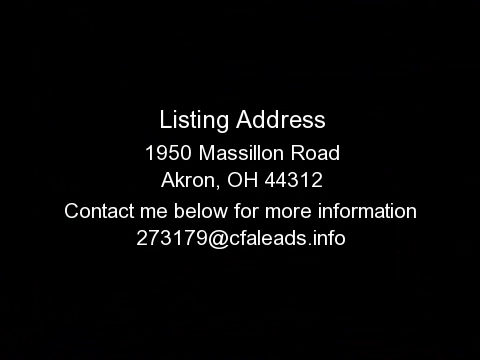 Listing Address
1950 Massillon Road
Akron, OH 44312
Contact me below for more information
273179@cfaleads.info